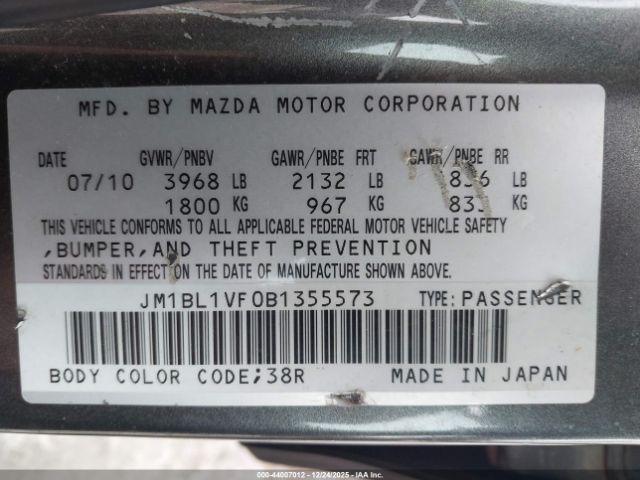 MFD. BY MAZDA MOTOR CORPORATION
DATE GVWR/PNBV GAWR/PNBE FRT GAWR/PNBE RR
07/10 3968 LB 2132 LB LB
1800 KG 967 KG KG
THIS VEHICLE CONFORMS TO ALL APPLICABLE FEDERAL MOTOR VEHICLE SAFETY
,BUMPER,AND THEFT PREVENTION
STANDARDS IN EFFECT ON THE DATE OF MANUFACTURE SHOWN ABOVE.
JM1BL1VF0B1355573 TYPE: PASSENGER
BODY COLOR CODE;38R MADE IN JAPAN
000-44007012 - 12/24/2025 - IAA Inc.